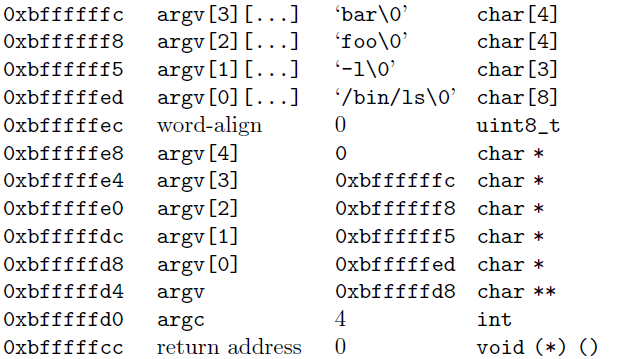 0xbffffffc argv[3][...] ‘bar\0’ char[4]
0xbffffff8 argv[2][...] ‘foo\0’ char[4]
0xbffffff5 argv[1][...] ‘-l\0’ char[3]
0xbfffffed argv[0][...] ‘/bin/ls\0’ char[8]
0xbfffffec word-align 0 uint8_t
0xbfffffe8 argv[4] 0 char *
0xbfffffe4 argv[3] 0xbffffffc char *
0xbfffffe0 argv[2] 0xbffffff8 char *
0xbfffffdc argv[1] 0xbffffff5 char *
0xbfffffd8 argv[0] 0xbfffffed char *
0xbfffffd4 argv 0xbfffffd8 char **
0xbfffffd0 argc 4 int
0xbfffffcc return address 0 void (*) ()